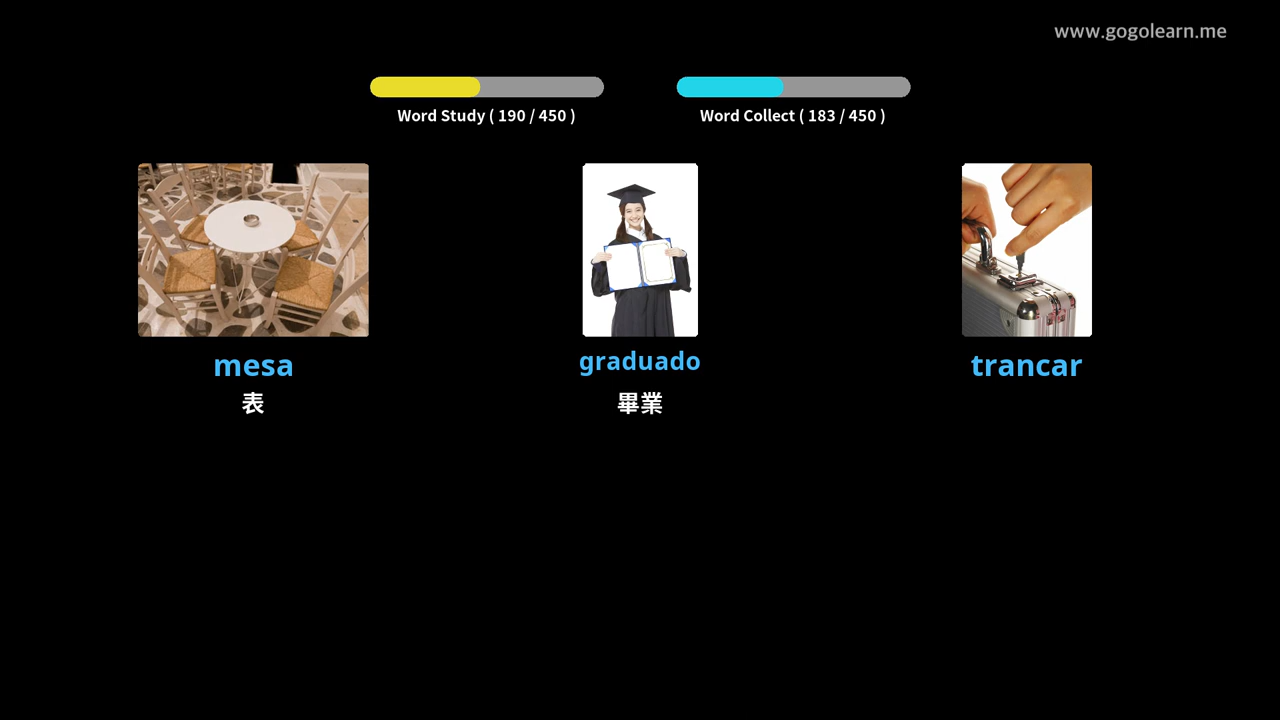 www.gogolearn.me
Word Study ( 190 / 450 )
Word Collect ( 183 / 450 )
mesa
graduado
trancar
表
畢業